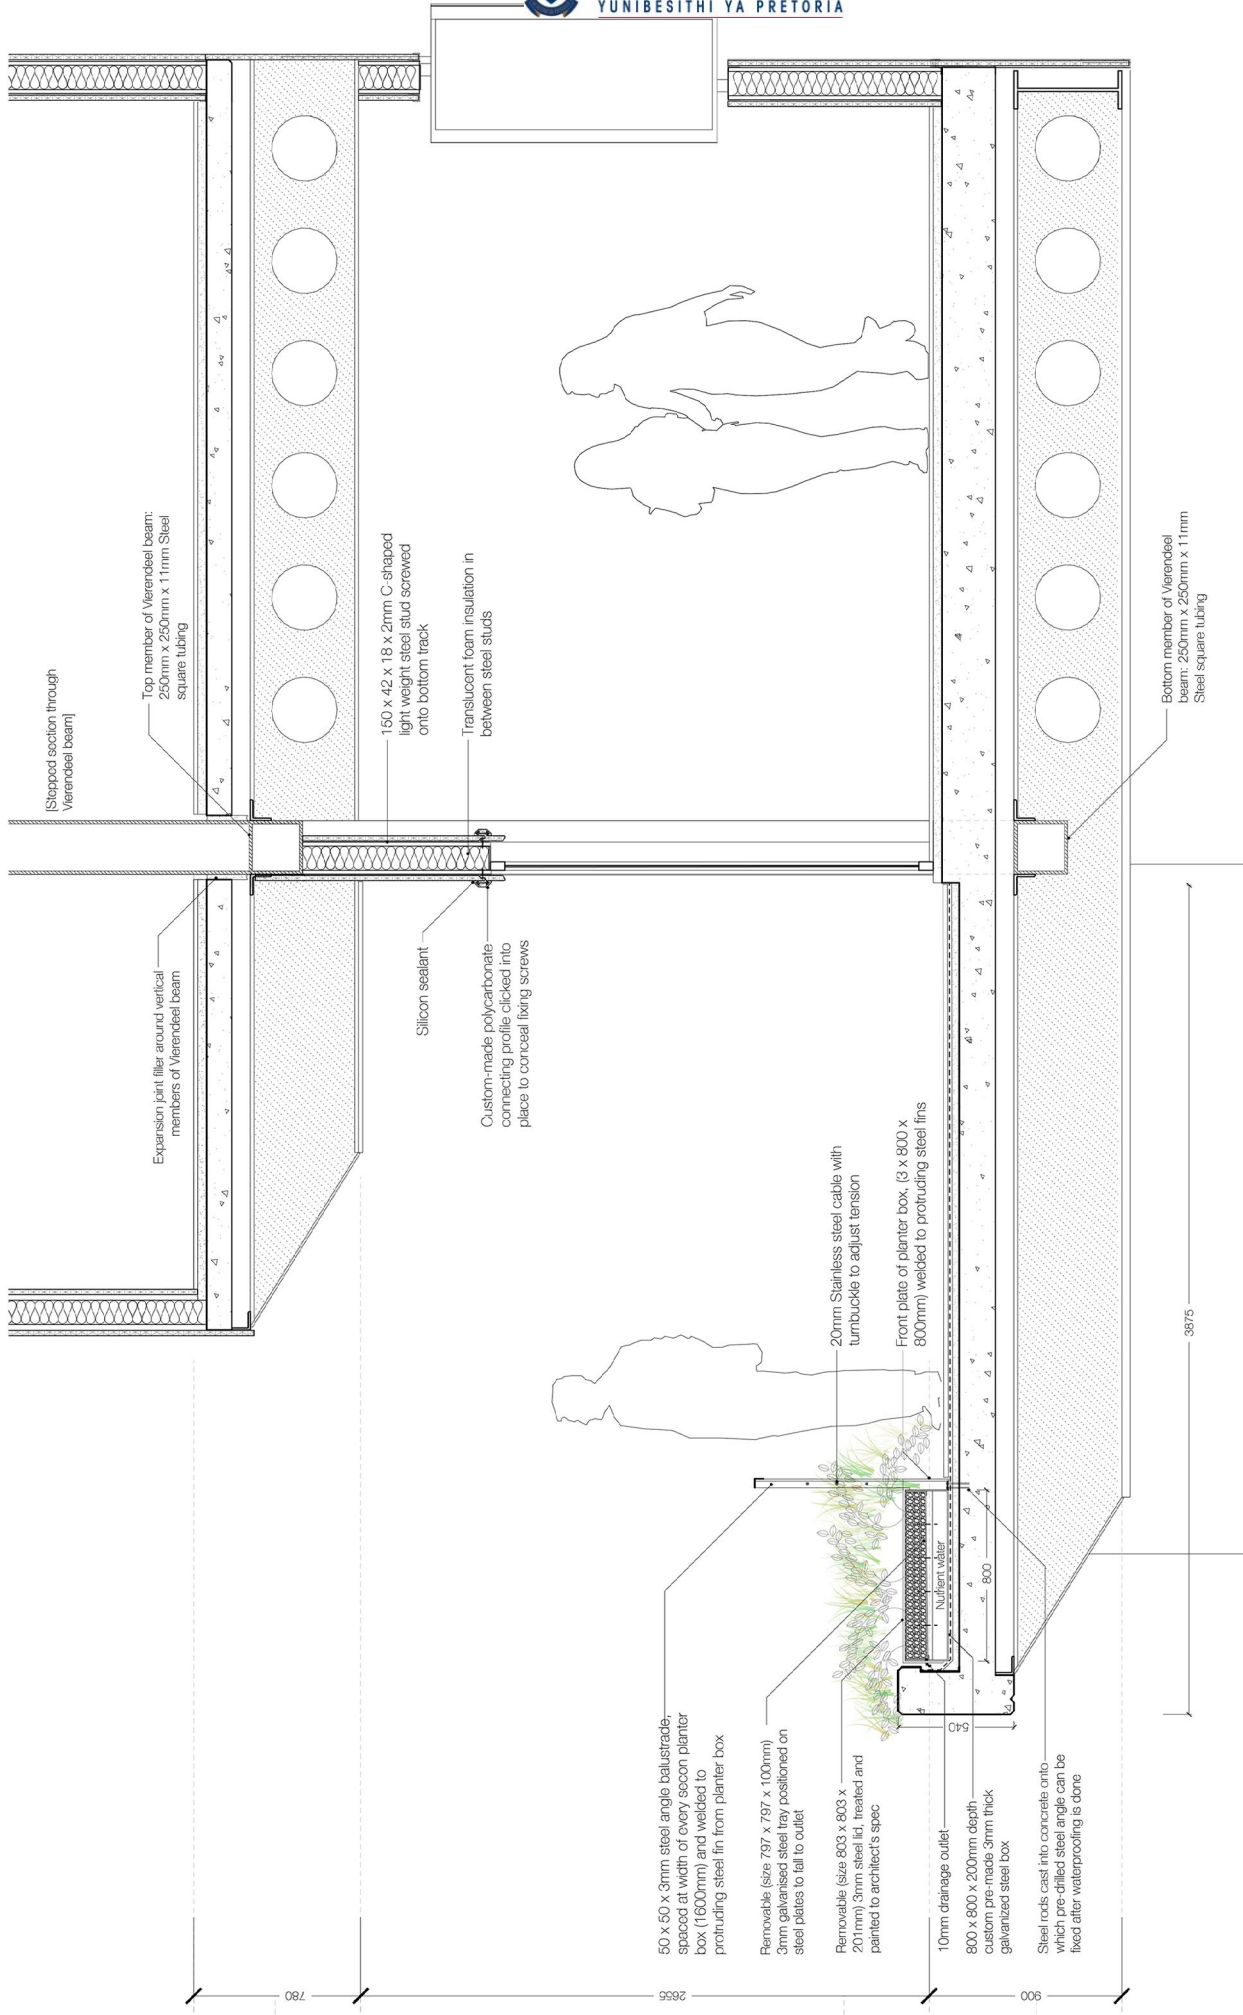 YUNIBESITHI YA PRETORIA
[Stepped section through
Vierendeel beam]
Top member of Vierendeel beam:
250mm x 250mm x 11mm Steel
square tubing
Expansion joint filler around vertical
members of Vierendeel beam
150 x 42 x 18 x 2mm C-shaped
light weight steel stud screwed
onto bottom track
Translucent foam insulation in
between steel studs
Silicon sealant
Custom-made polycarbonate
connecting profile clicked into
place to conceal fixing screws
20mm Stainless steel cable with
turnbuckle to adjust tension
Front plate of planter box, (3 x 800 x
800mm) welded to protruding steel fins
Bottom member of Vierendeel
beam: 250mm x 250mm x 11mm
Steel square tubing
50 x 50 x 3mm steel angle balustrade,
spaced at width of every secon planter
box (1600mm) and welded to
protruding steel fin from planter box
Removable (size 797 x 797 x 100mm)
3mm galvanised steel tray positioned on
steel plates to fall to outlet
Removable (size 803 x 803 x
201mm) 3mm steel lid, treated and
painted to architect's spec
10mm drainage outlet
800 x 800 x 200mm depth
custom pre-made 3mm thick
galvanized steel box
Steel rods cast into concrete onto
which pre-drilled steel angle can be
fixed after waterproofing is done
Nutrient water
800
540
3875
780
2655
900